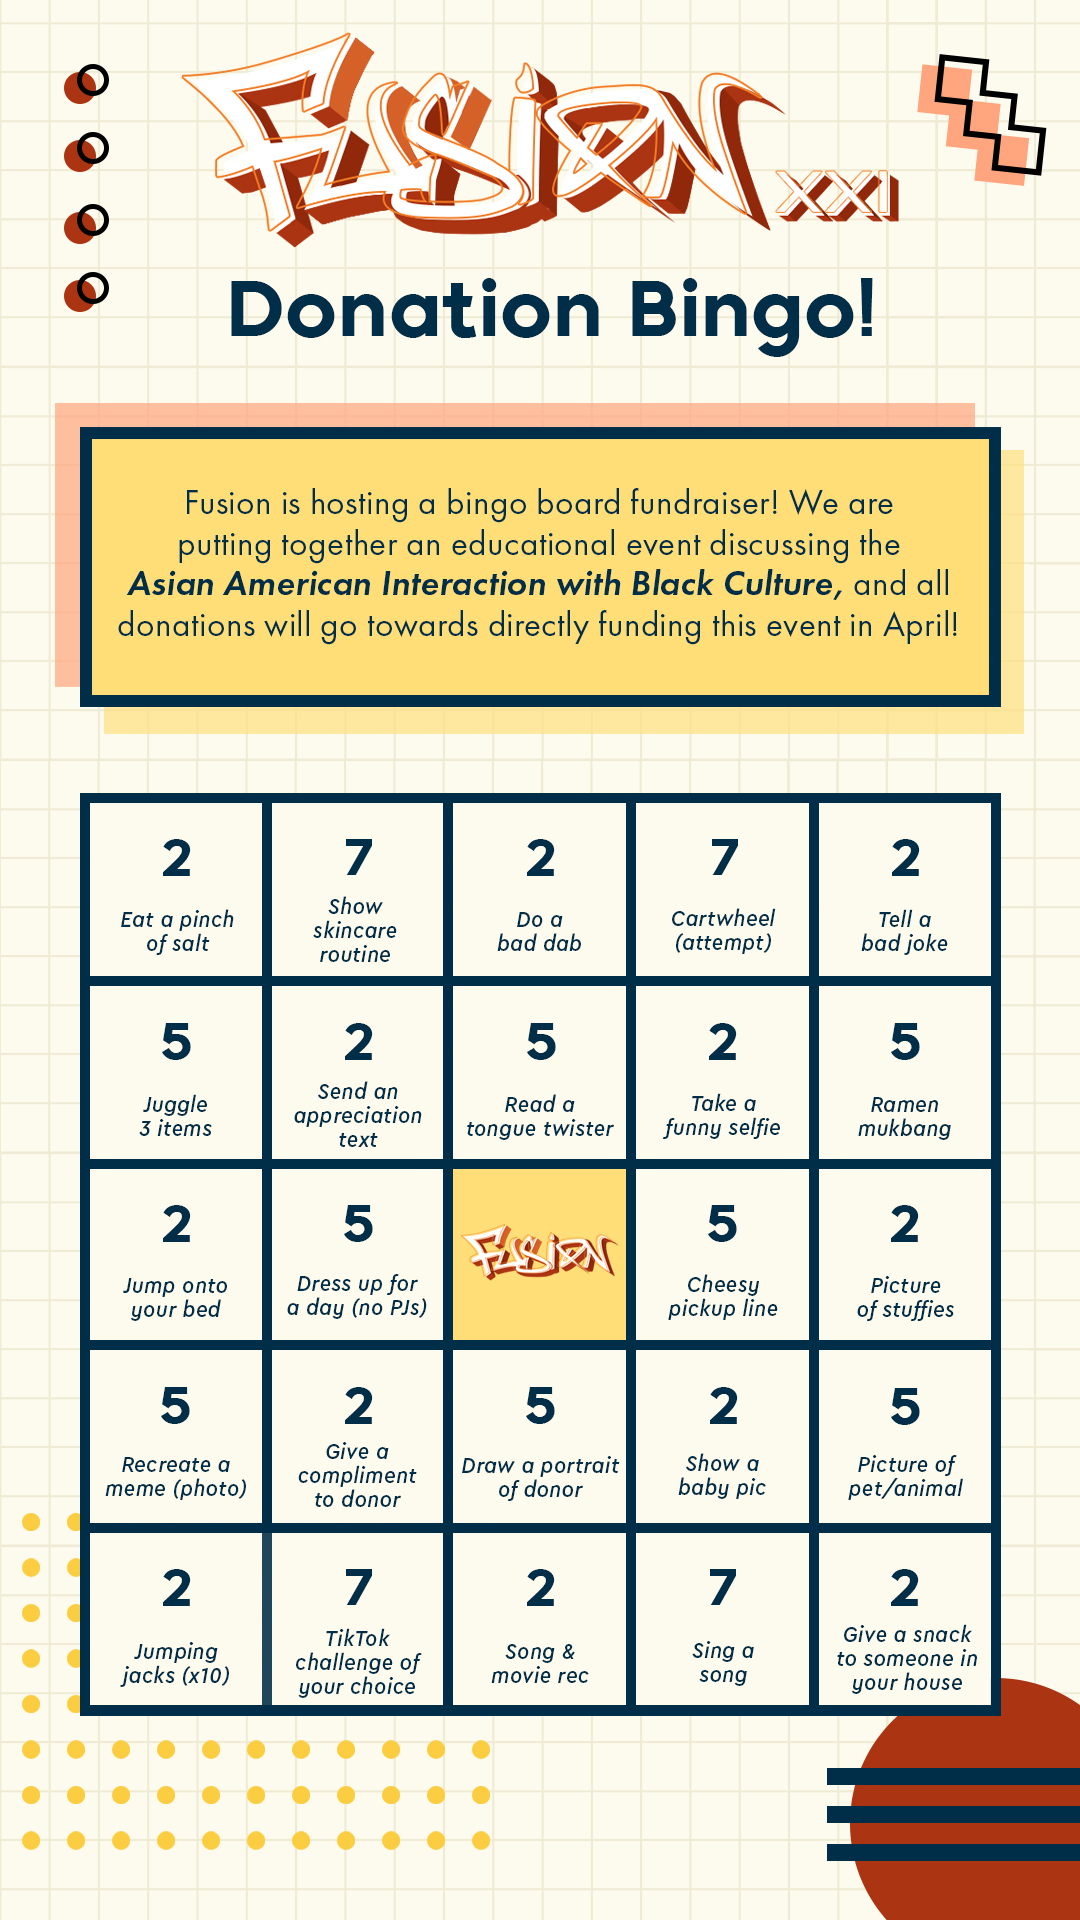 FUSION XXI
Donation Bingo!
Fusion is hosting a bingo board fundraiser! We are
putting together an educational event discussing the
Asian American Interaction with Black Culture, and all
donations will go towards directly funding this event in April!
2
Eat a pinch
of salt
7
Show
skincare
routine
2
Do a
bad dab
7
Cartwheel
(attempt)
2
Tell a
bad joke
5
Juggle
3 items
2
Send an
appreciation
text
5
Read a
tongue twister
2
Take a
funny selfie
5
Ramen
mukbang
2
Jump onto
your bed
5
Dress up for
a day (no PJs)
FUSION
5
Cheesy
pickup line
2
Picture
of stuffies
5
Recreate a
meme (photo)
2
Give a
compliment
to donor
5
Draw a portrait
of donor
2
Show a
baby pic
5
Picture of
pet/animal
2
Jumping
jacks (x10)
7
TikTok
challenge of
your choice
2
Song &
movie rec
7
Sing a
song
2
Give a snack
to someone in
your house